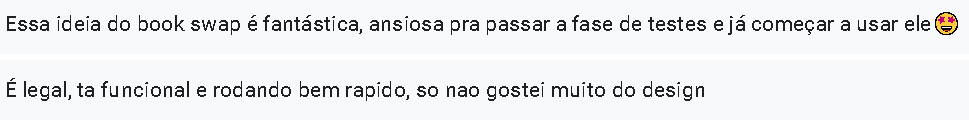 Essa ideia do book swap é fantástica, ansiosa pra passar a fase de testes e já começar a usar ele🤩
É legal, ta funcional e rodando bem rapido, so nao gostei muito do design